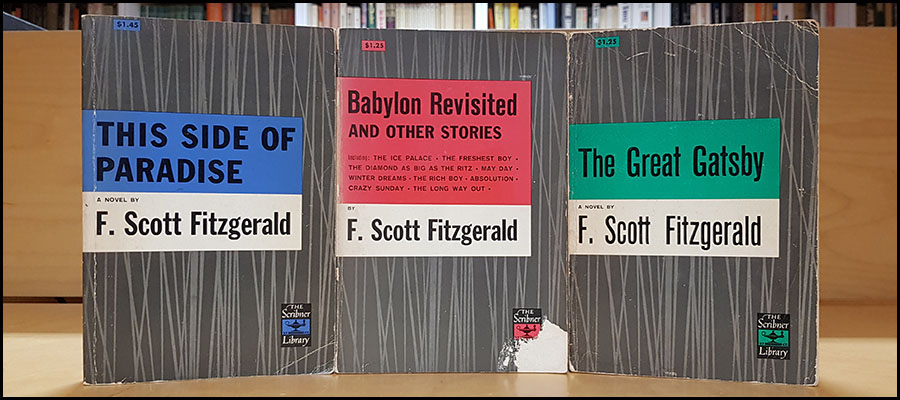 $1.45
THIS SIDE OF
PARADISE
A NOVEL BY
F. Scott Fitzgerald
THE
Scribner
Library
$1.25
Babylon Revisited
AND OTHER STORIES
Including: THE ICE PALACE · THE FRESHEST BOY ·
THE DIAMOND AS BIG AS THE RITZ · MAY DAY ·
WINTER DREAMS · THE RICH BOY · ABSOLUTION ·
CRAZY SUNDAY · THE LONG WAY OUT ·
BY
F. Scott Fitzgerald
THE
Scribner
$1.25
The Great Gatsby
A NOVEL BY
F. Scott Fitzgerald
THE
Scribner
Library